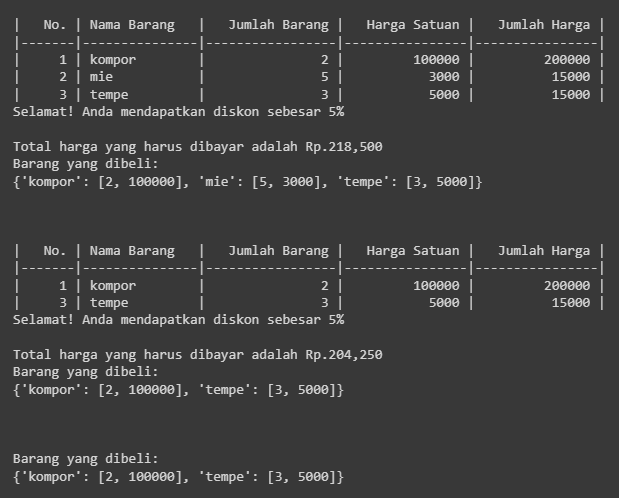 |   No. | Nama Barang   |   Jumlah Barang |   Harga Satuan |   Jumlah Harga |
|-------|---------------|-----------------|----------------|----------------|
|     1 | kompor        |               2 |         100000 |         200000 |
|     2 | mie           |               5 |           3000 |          15000 |
|     3 | tempe         |               3 |           5000 |          15000 |
Selamat! Anda mendapatkan diskon sebesar 5%

Total harga yang harus dibayar adalah Rp.218,500
Barang yang dibeli:
{'kompor': [2, 100000], 'mie': [5, 3000], 'tempe': [3, 5000]}

|   No. | Nama Barang   |   Jumlah Barang |   Harga Satuan |   Jumlah Harga |
|-------|---------------|-----------------|----------------|----------------|
|     1 | kompor        |               2 |         100000 |         200000 |
|     3 | tempe         |               3 |           5000 |          15000 |
Selamat! Anda mendapatkan diskon sebesar 5%

Total harga yang harus dibayar adalah Rp.204,250
Barang yang dibeli:
{'kompor': [2, 100000], 'tempe': [3, 5000]}

Barang yang dibeli:
{'kompor': [2, 100000], 'tempe': [3, 5000]}